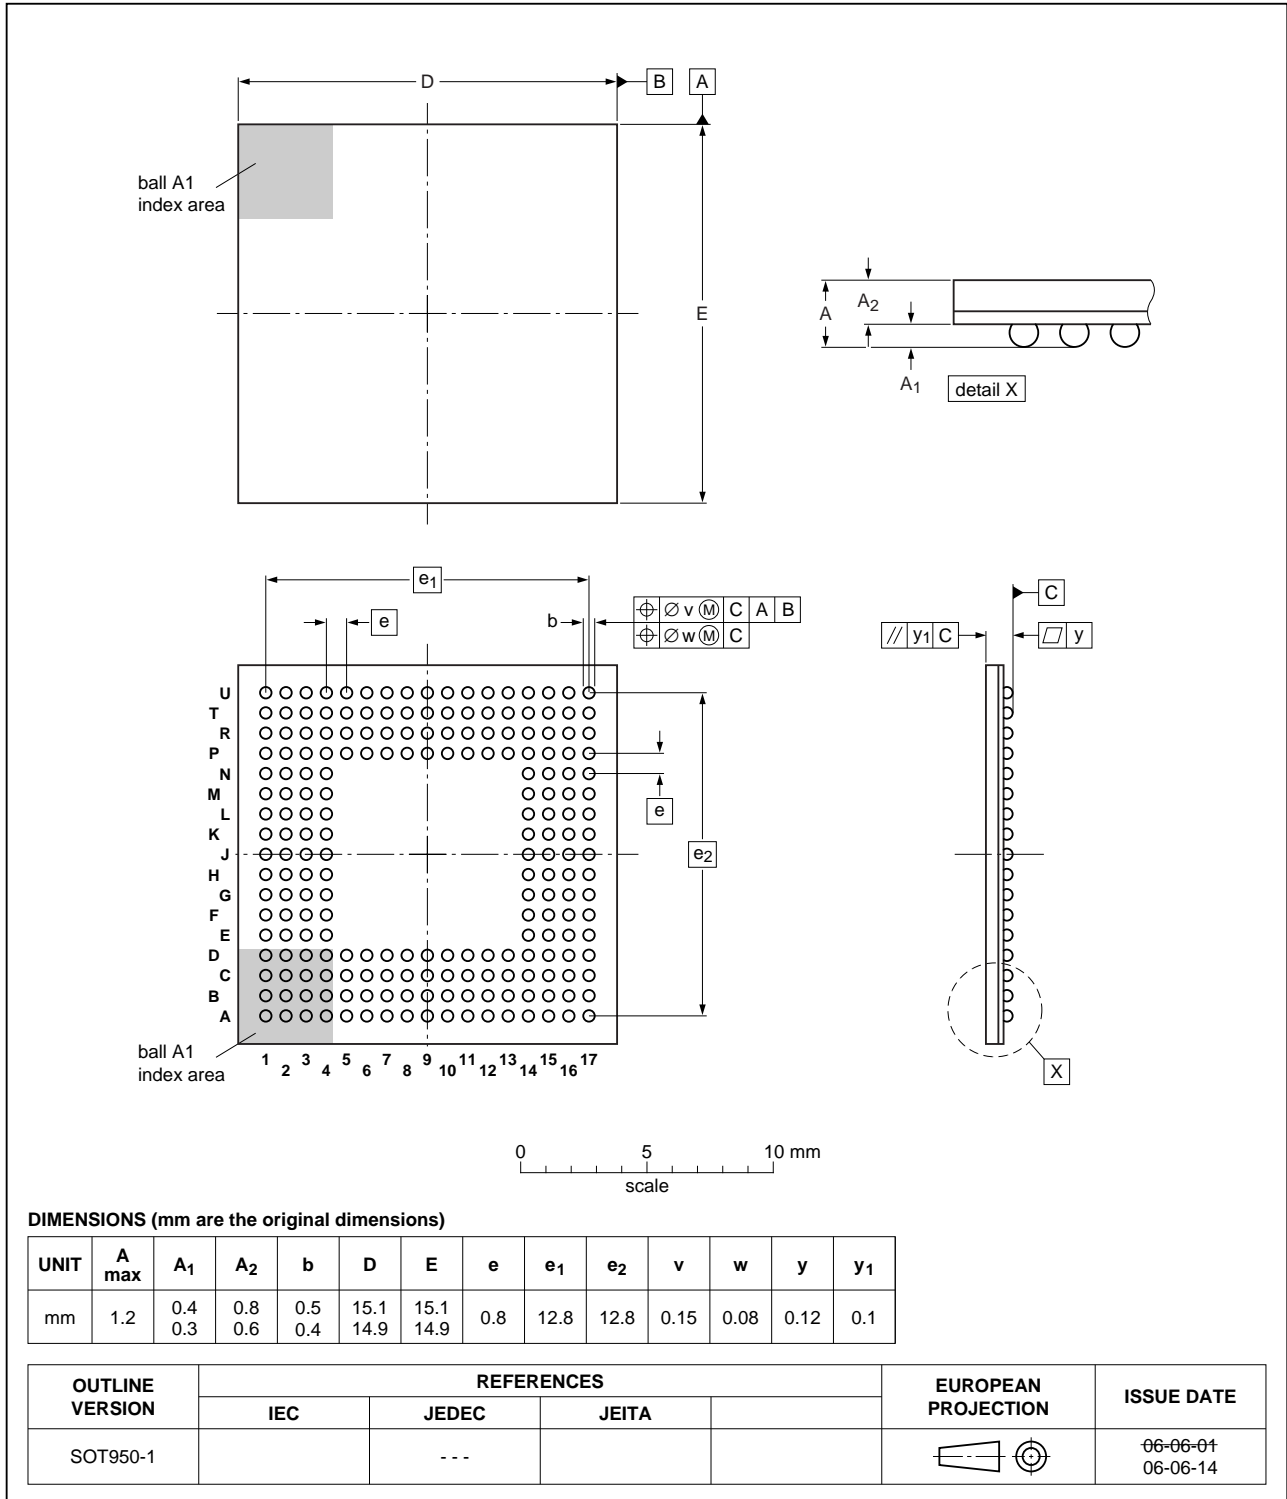 D
B
A
ball A1
index area
E
A
A2
A1
detail X
e1
e
b
Ø v M C A B
Ø w M C
C
// y1 C
y
U
T
R
P
N
M
L
K
J
H
G
F
E
D
C
B
A
e
e2
ball A1
index area
1 2 3 4 5 6 7 8 9 10 11 12 13 14 15 16 17
X
0 5 10 mm
scale
DIMENSIONS (mm are the original dimensions)
UNIT A max A1 A2 b D E e e1 e2 v w y y1
mm 1.2 0.4 0.3 0.8 0.6 0.5 0.4 15.1 14.9 15.1 14.9 0.8 12.8 12.8 0.15 0.08 0.12 0.1
OUTLINE VERSION REFERENCES EUROPEAN PROJECTION ISSUE DATE
IEC JEDEC JEITA
SOT950-1 - - - 06-06-01
06-06-14